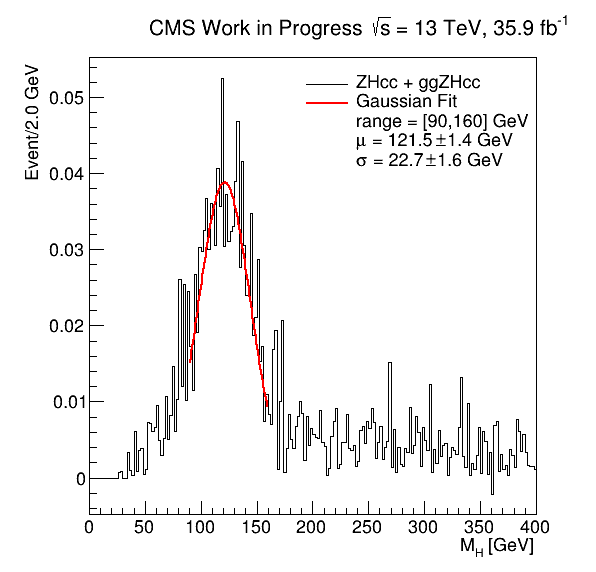 CMS Work in Progress √s = 13 TeV, 35.9 fb⁻¹
Event/2.0 GeV
ZHcc + ggZHcc
Gaussian Fit
range = [90,160] GeV
μ = 121.5±1.4 GeV
σ = 22.7±1.6 GeV
0.05
0.04
0.03
0.02
0.01
0
0 50 100 150 200 250 300 350 400
M_H [GeV]